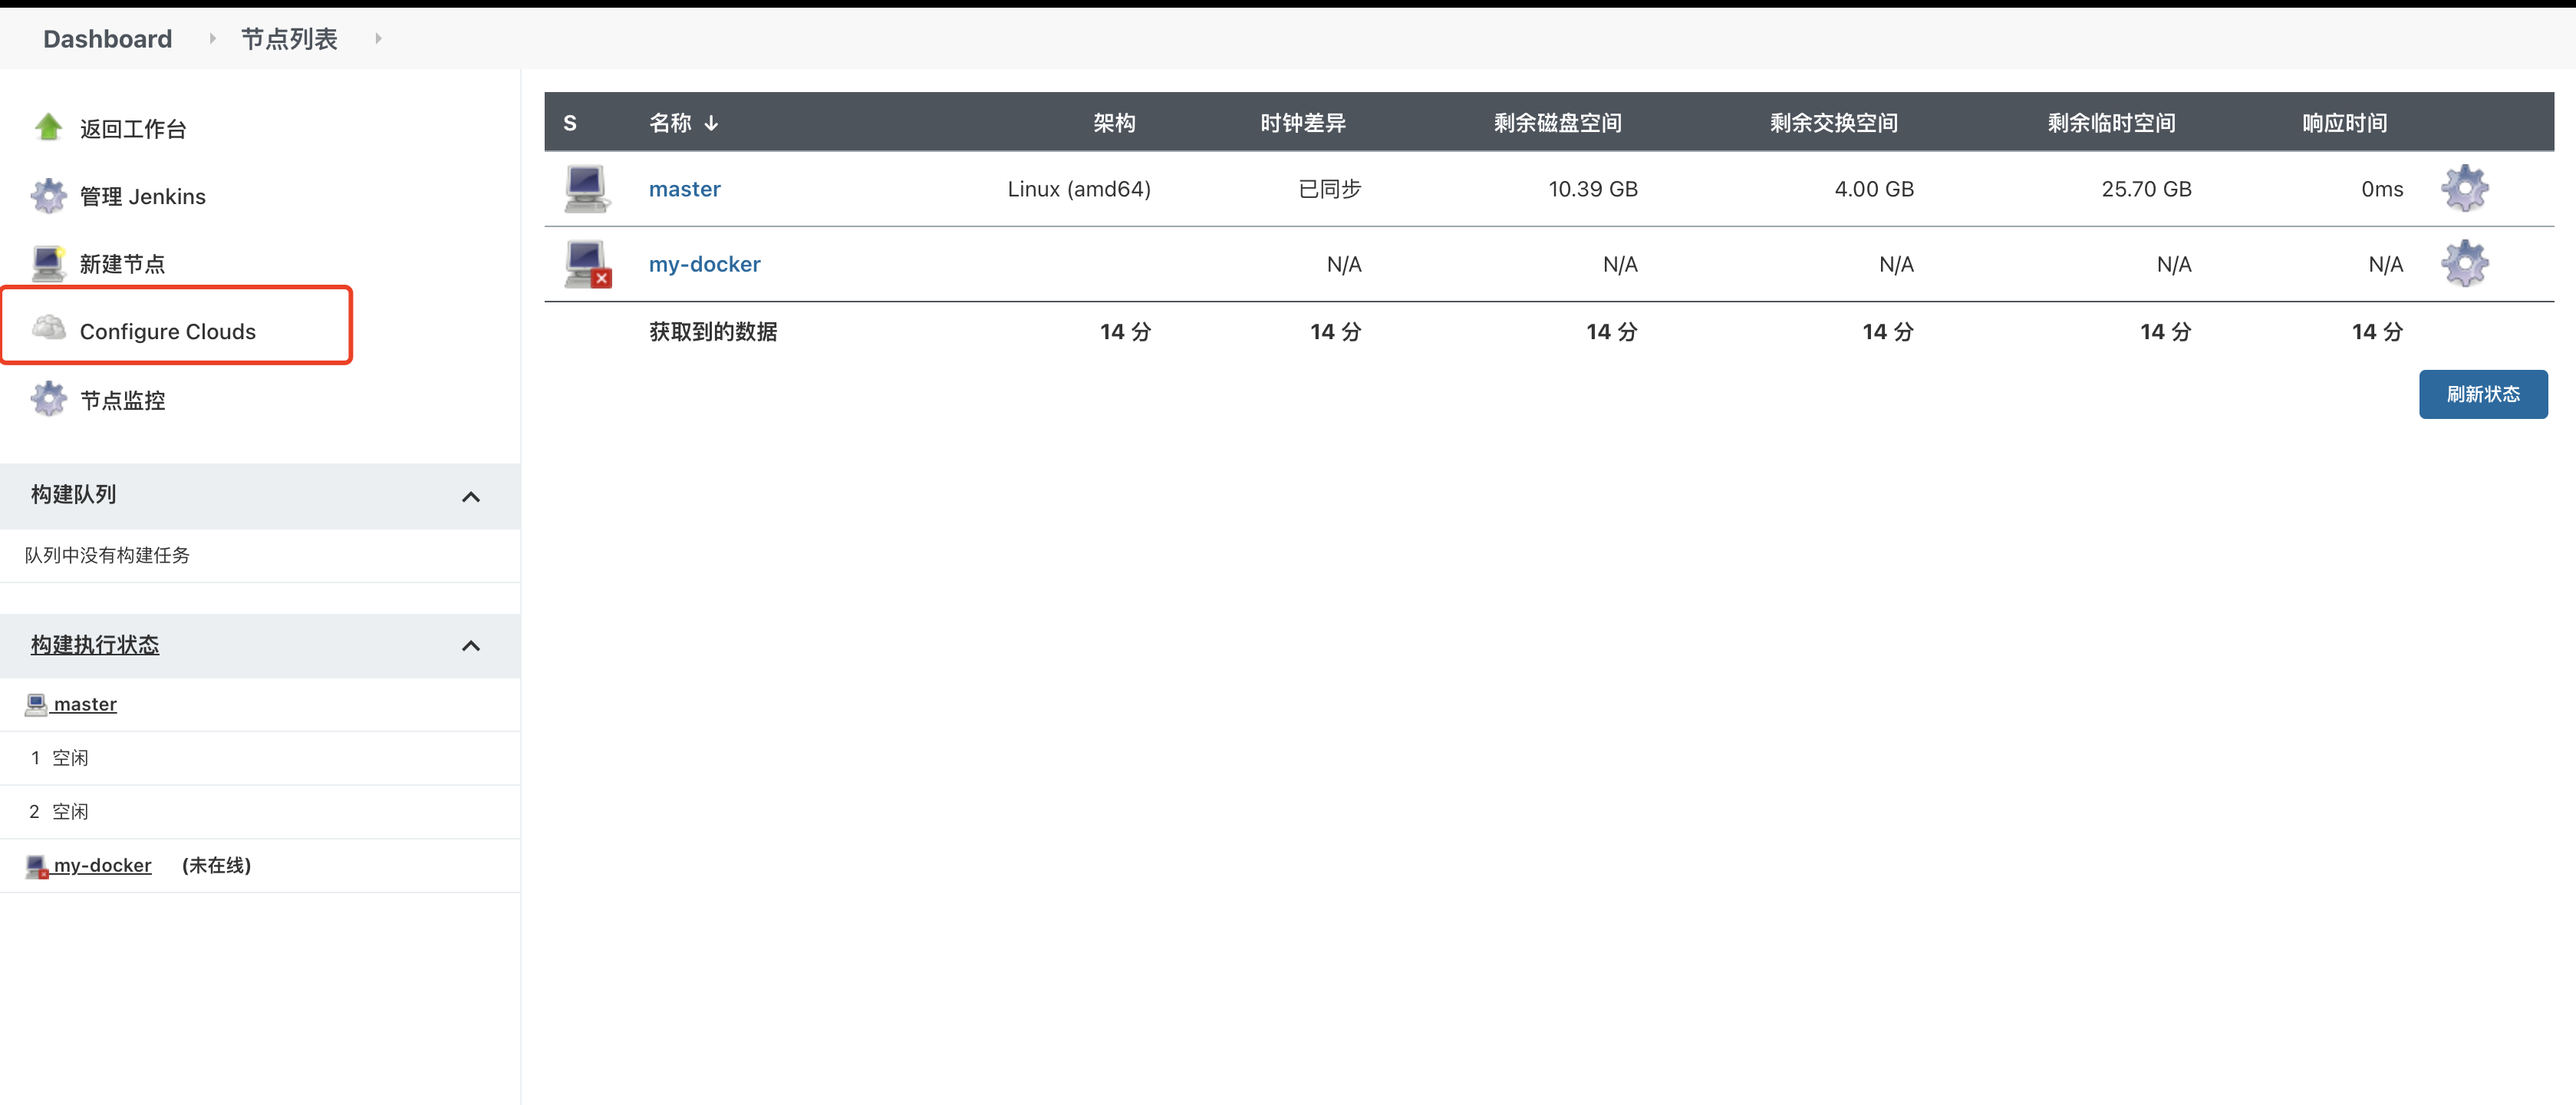 Dashboard 节点列表
返回工作台
管理 Jenkins
新建节点
Configure Clouds
节点监控
构建队列
队列中没有构建任务
构建执行状态
master
1 空闲
2 空闲
my-docker (未在线)
S 名称 ↓ 架构 时钟差异 剩余磁盘空间 剩余交换空间 剩余临时空间 响应时间
master Linux (amd64) 已同步 10.39 GB 4.00 GB 25.70 GB 0ms
my-docker N/A N/A N/A N/A N/A
获取到的数据 14 分 14 分 14 分 14 分 14 分 14 分
刷新状态